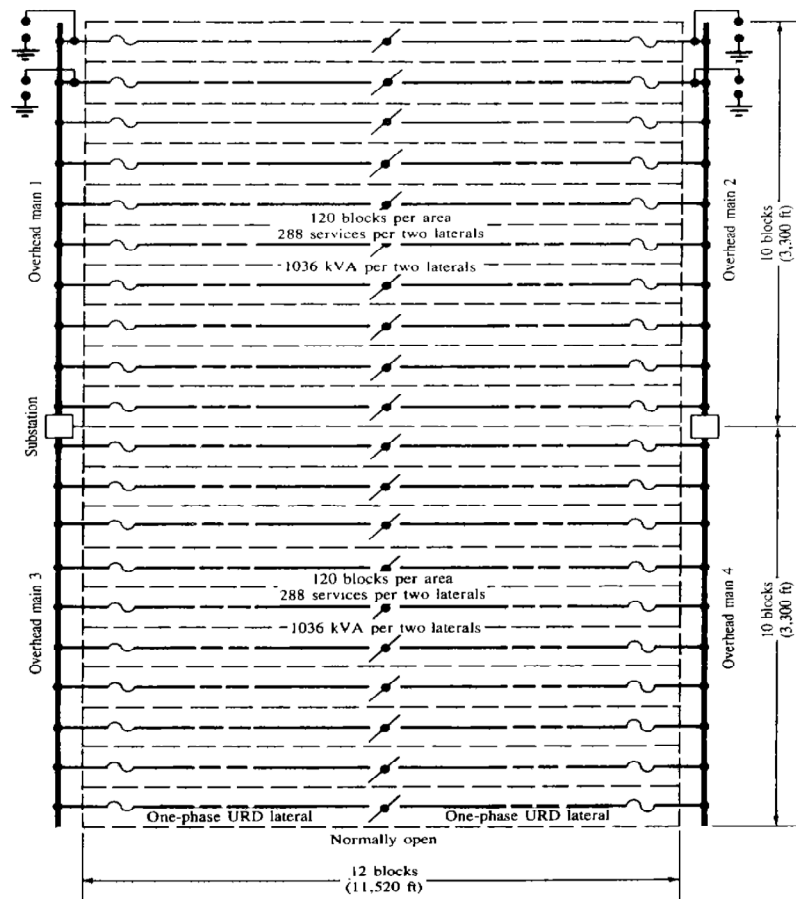 Overhead main 1
Overhead main 2
10 blocks
(3,300 ft)
120 blocks per area
288 services per two laterals
1036 kVA per two laterals
Substation
Overhead main 3
Overhead main 4
10 blocks
(3,300 ft)
120 blocks per area
288 services per two laterals
1036 kVA per two laterals
One-phase URD lateral
One-phase URD lateral
Normally open
12 blocks
(11,520 ft)